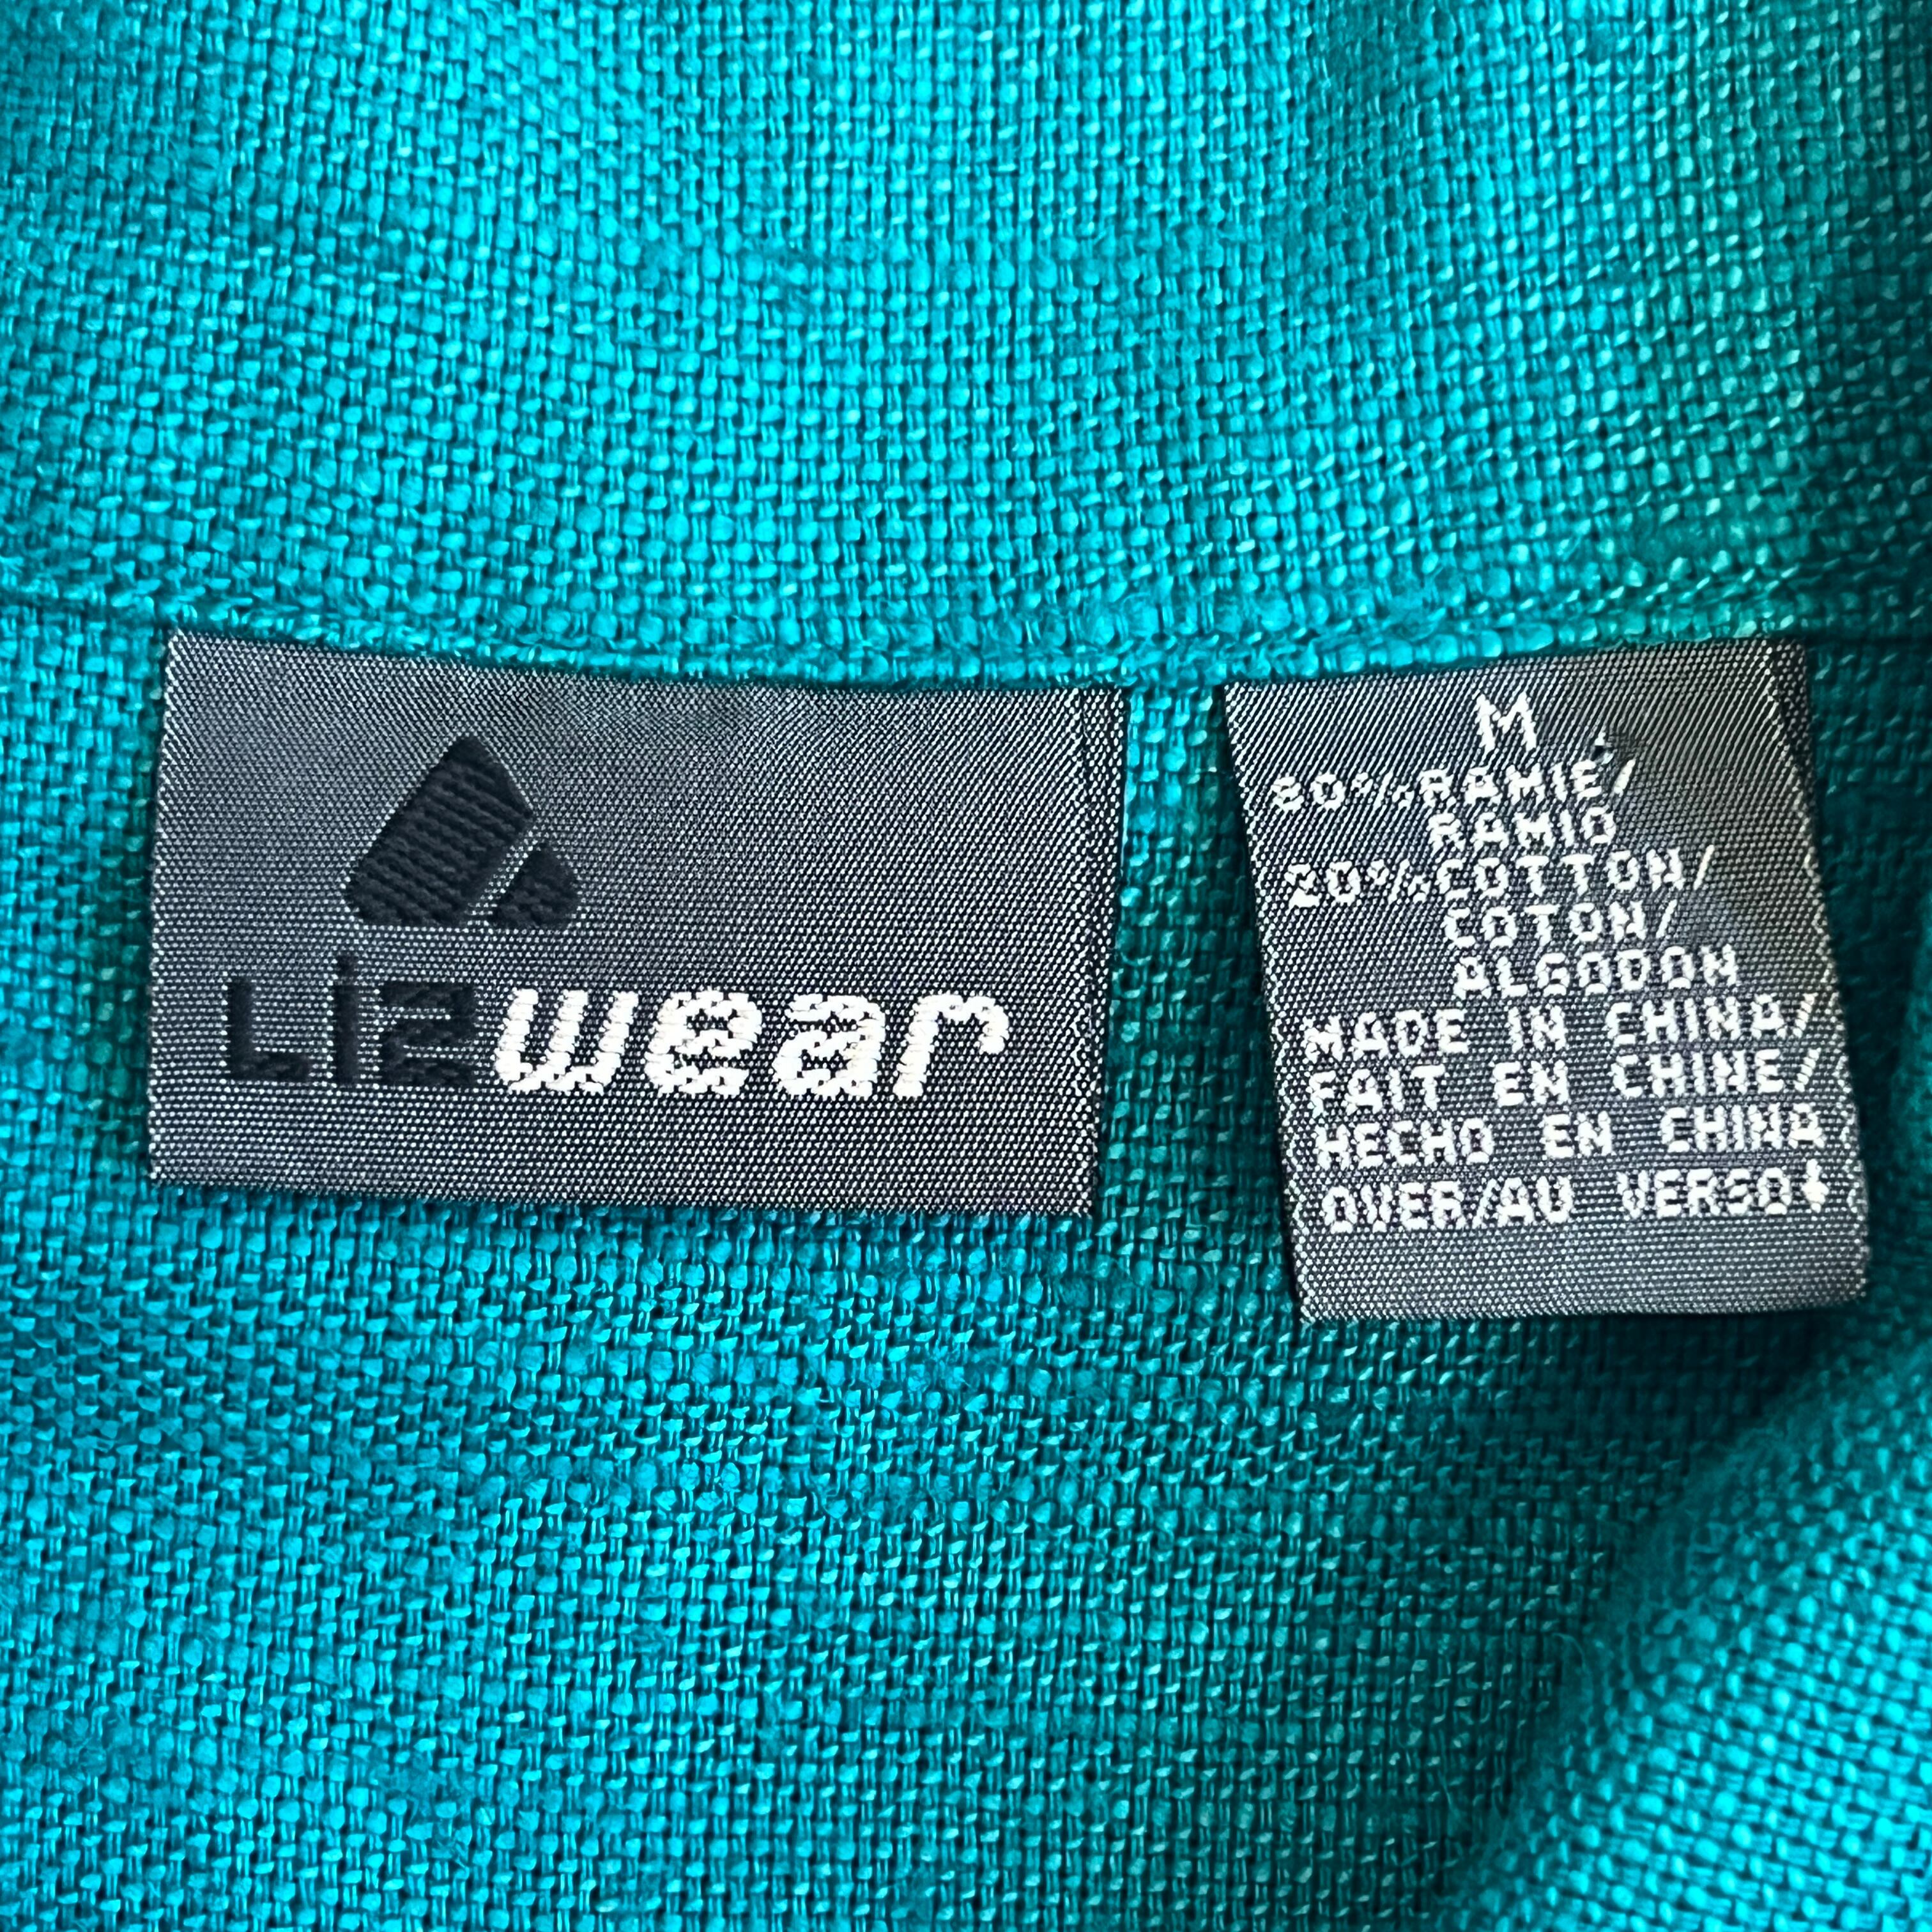 Lizwear
M
80%RAMIE/
RAMIO
20%COTTON/
COTON/
ALGODON
MADE IN CHINA/
FAIT EN CHINE/
HECHO EN CHINA
OVER/AU VERSO↓